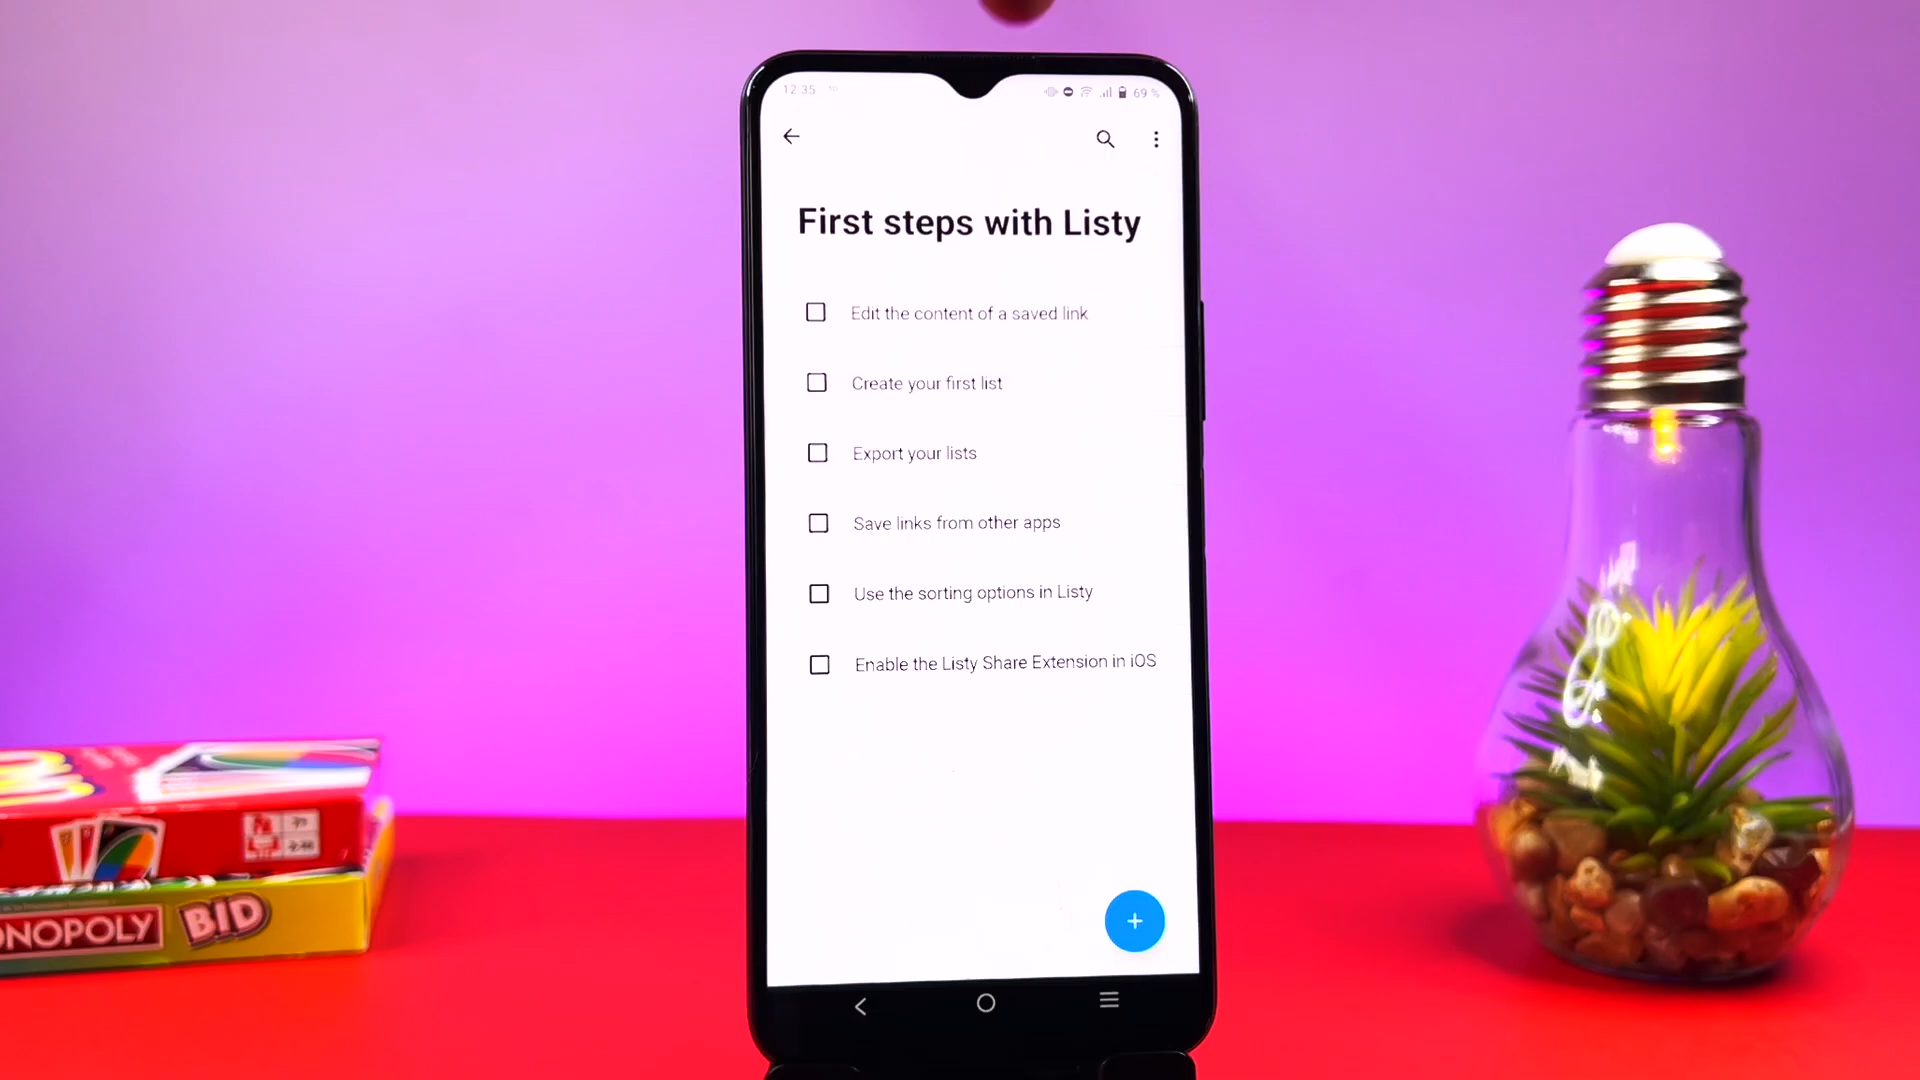 12:35
69 %
First steps with Listy
Edit the content of a saved link
Create your first list
Export your lists
Save links from other apps
Use the sorting options in Listy
Enable the Listy Share Extension in iOS
ONOPOLY BID